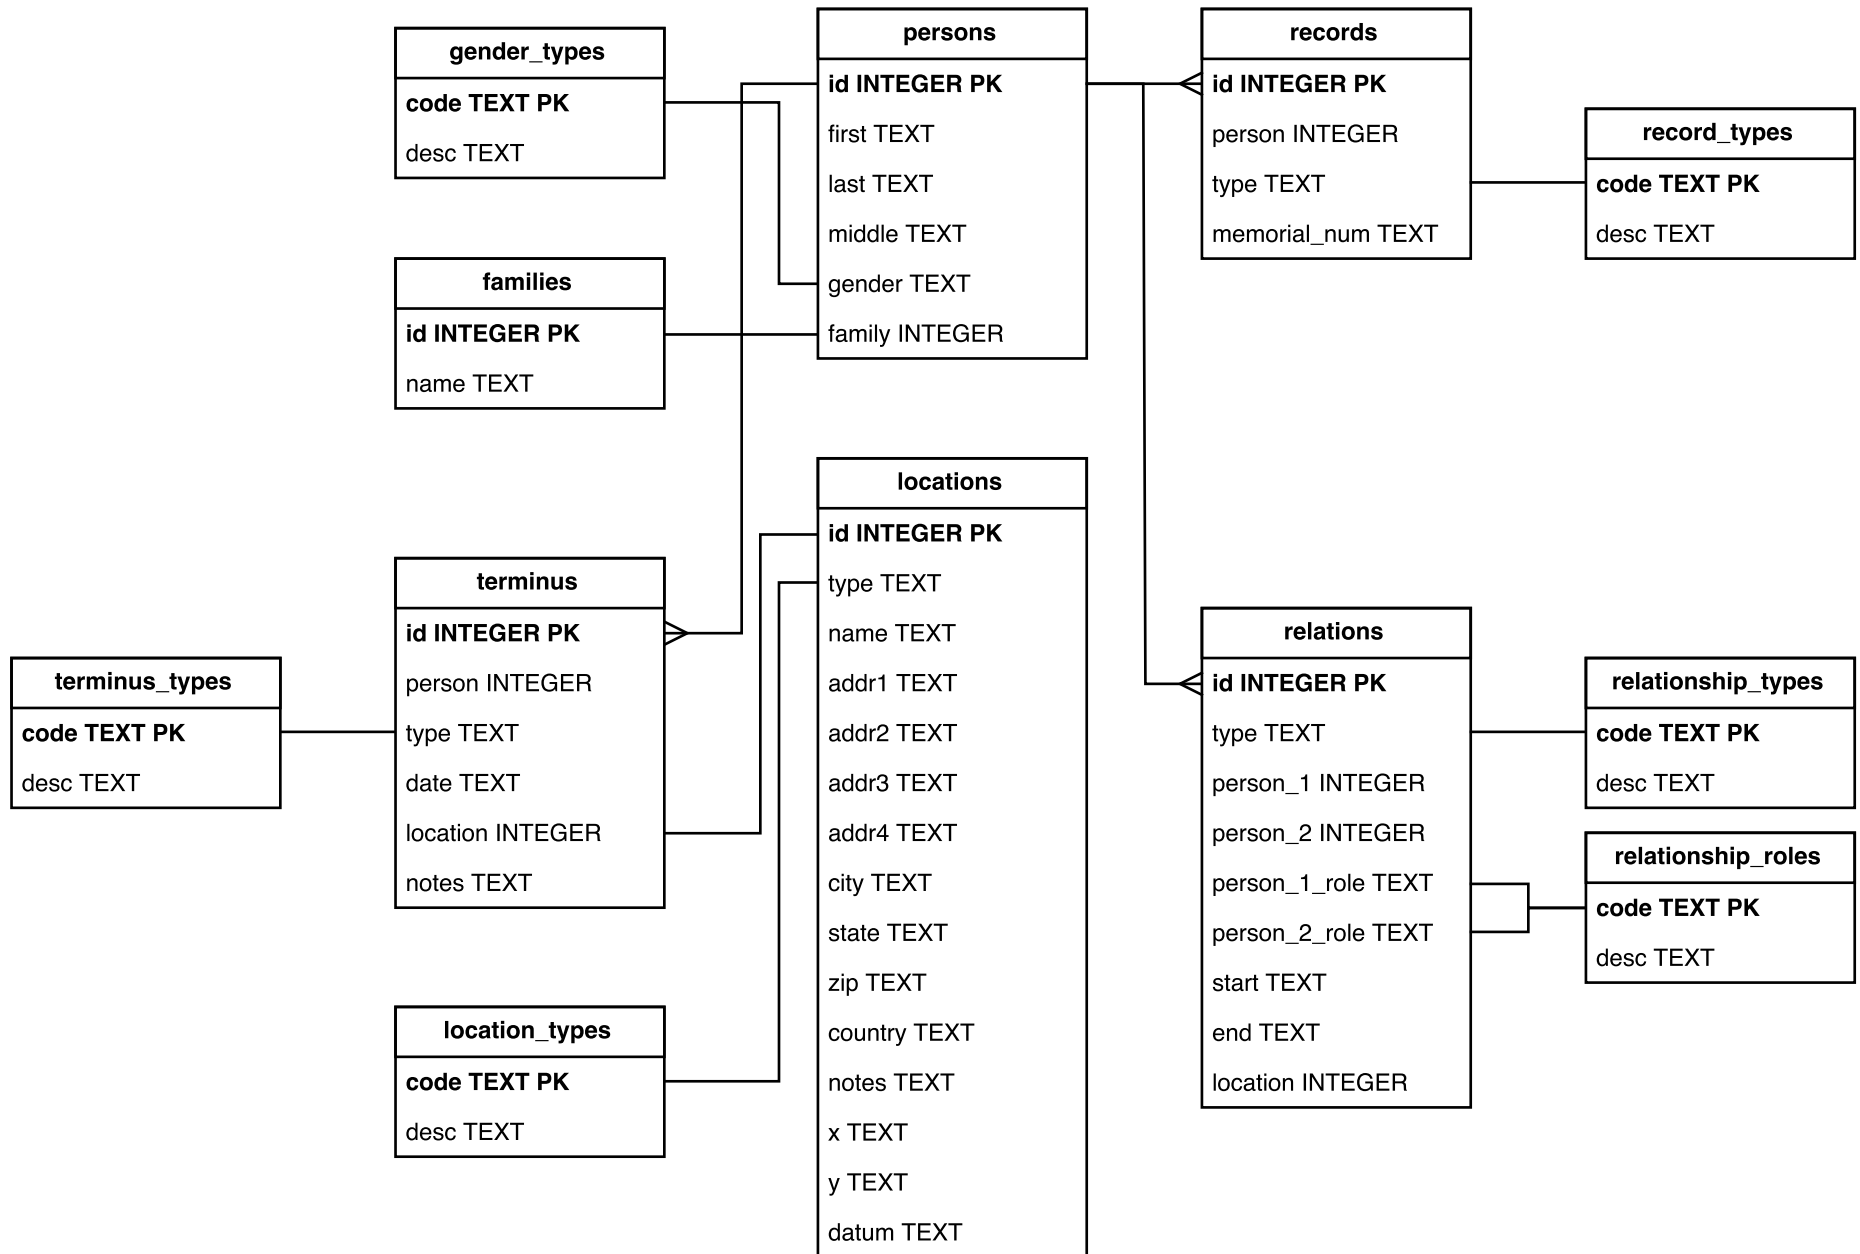 gender_types
code TEXT PK
desc TEXT
families
id INTEGER PK
name TEXT
persons
id INTEGER PK
first TEXT
last TEXT
middle TEXT
gender TEXT
family INTEGER
records
id INTEGER PK
person INTEGER
type TEXT
memorial_num TEXT
record_types
code TEXT PK
desc TEXT
terminus_types
code TEXT PK
desc TEXT
terminus
id INTEGER PK
person INTEGER
type TEXT
date TEXT
location INTEGER
notes TEXT
location_types
code TEXT PK
desc TEXT
locations
id INTEGER PK
type TEXT
name TEXT
addr1 TEXT
addr2 TEXT
addr3 TEXT
addr4 TEXT
city TEXT
state TEXT
zip TEXT
country TEXT
notes TEXT
x TEXT
y TEXT
datum TEXT
relations
id INTEGER PK
type TEXT
person_1 INTEGER
person_2 INTEGER
person_1_role TEXT
person_2_role TEXT
start TEXT
end TEXT
location INTEGER
relationship_types
code TEXT PK
desc TEXT
relationship_roles
code TEXT PK
desc TEXT